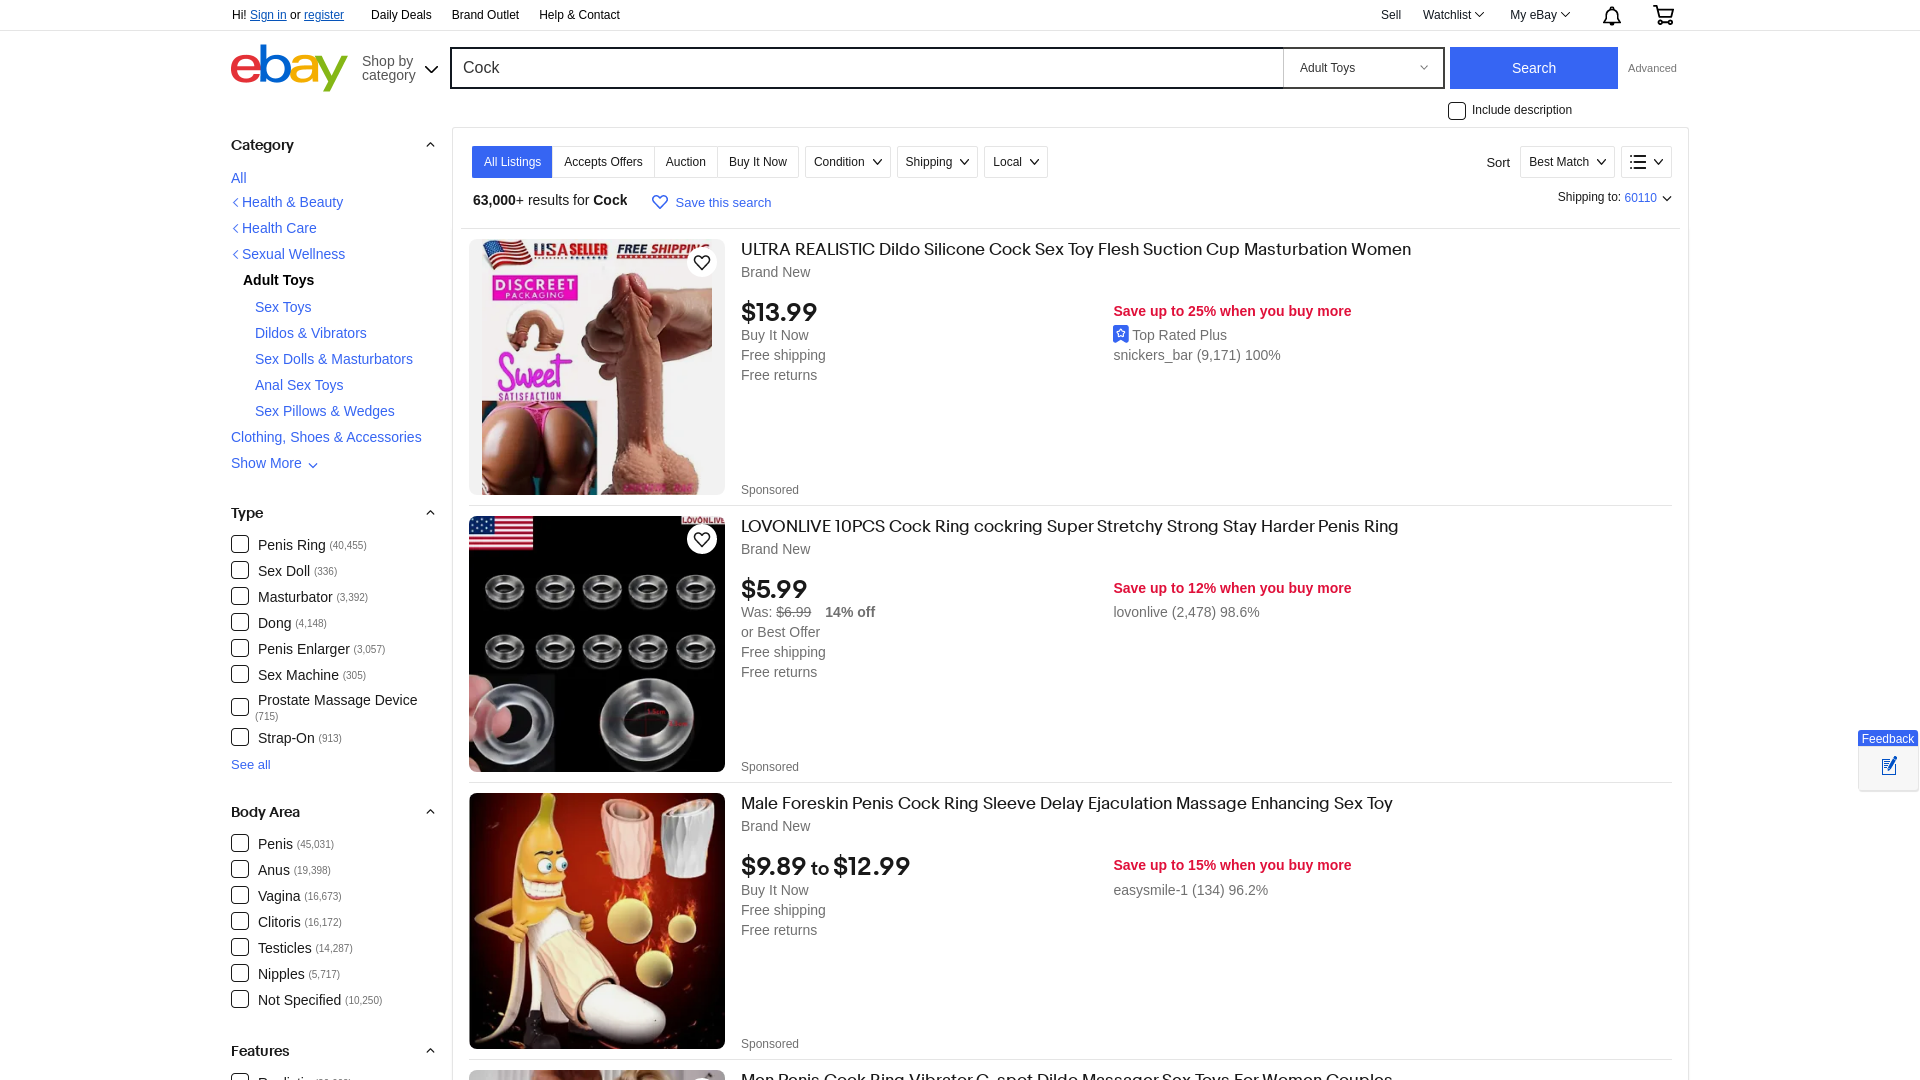 Hi! Sign in or register
Daily Deals
Brand Outlet
Help & Contact
Sell
Watchlist
My eBay
ebay
Shop by
category
Cock
Adult Toys
Search
Advanced
Include description
Category
All
Health & Beauty
Health Care
Sexual Wellness
Adult Toys
Sex Toys
Dildos & Vibrators
Sex Dolls & Masturbators
Anal Sex Toys
Sex Pillows & Wedges
Clothing, Shoes & Accessories
Show More
Type
Penis Ring (40,455)
Sex Doll (336)
Masturbator (3,392)
Dong (4,148)
Penis Enlarger (3,057)
Sex Machine (305)
Prostate Massage Device
(715)
Strap-On (913)
See all
Body Area
Penis (45,031)
Anus (19,398)
Vagina (16,673)
Clitoris (16,172)
Testicles (14,287)
Nipples (5,717)
Not Specified (10,250)
Features
All Listings
Accepts Offers
Auction
Buy It Now
Condition
Shipping
Local
Sort
Best Match
63,000+ results for Cock
Save this search
Shipping to: 60110
USA SELLER FREE SHIPPING
DISCREET
PACKAGING
Sweet
SATISFACTION
ULTRA REALISTIC Dildo Silicone Cock Sex Toy Flesh Suction Cup Masturbation Women
Brand New
$13.99
Buy It Now
Free shipping
Free returns
Save up to 25% when you buy more
Top Rated Plus
snickers_bar (9,171) 100%
Sponsored
LOVONLIVE
LOVONLIVE 10PCS Cock Ring cockring Super Stretchy Strong Stay Harder Penis Ring
Brand New
$5.99
Was: $6.99 14% off
or Best Offer
Free shipping
Free returns
Save up to 12% when you buy more
lovonlive (2,478) 98.6%
Sponsored
Male Foreskin Penis Cock Ring Sleeve Delay Ejaculation Massage Enhancing Sex Toy
Brand New
$9.89 to $12.99
Buy It Now
Free shipping
Free returns
Save up to 15% when you buy more
easysmile-1 (134) 96.2%
Sponsored
Men Penis Cock Ring Vibrator G-spot Dildo Massager Sex Toys For Women Couples
Feedback